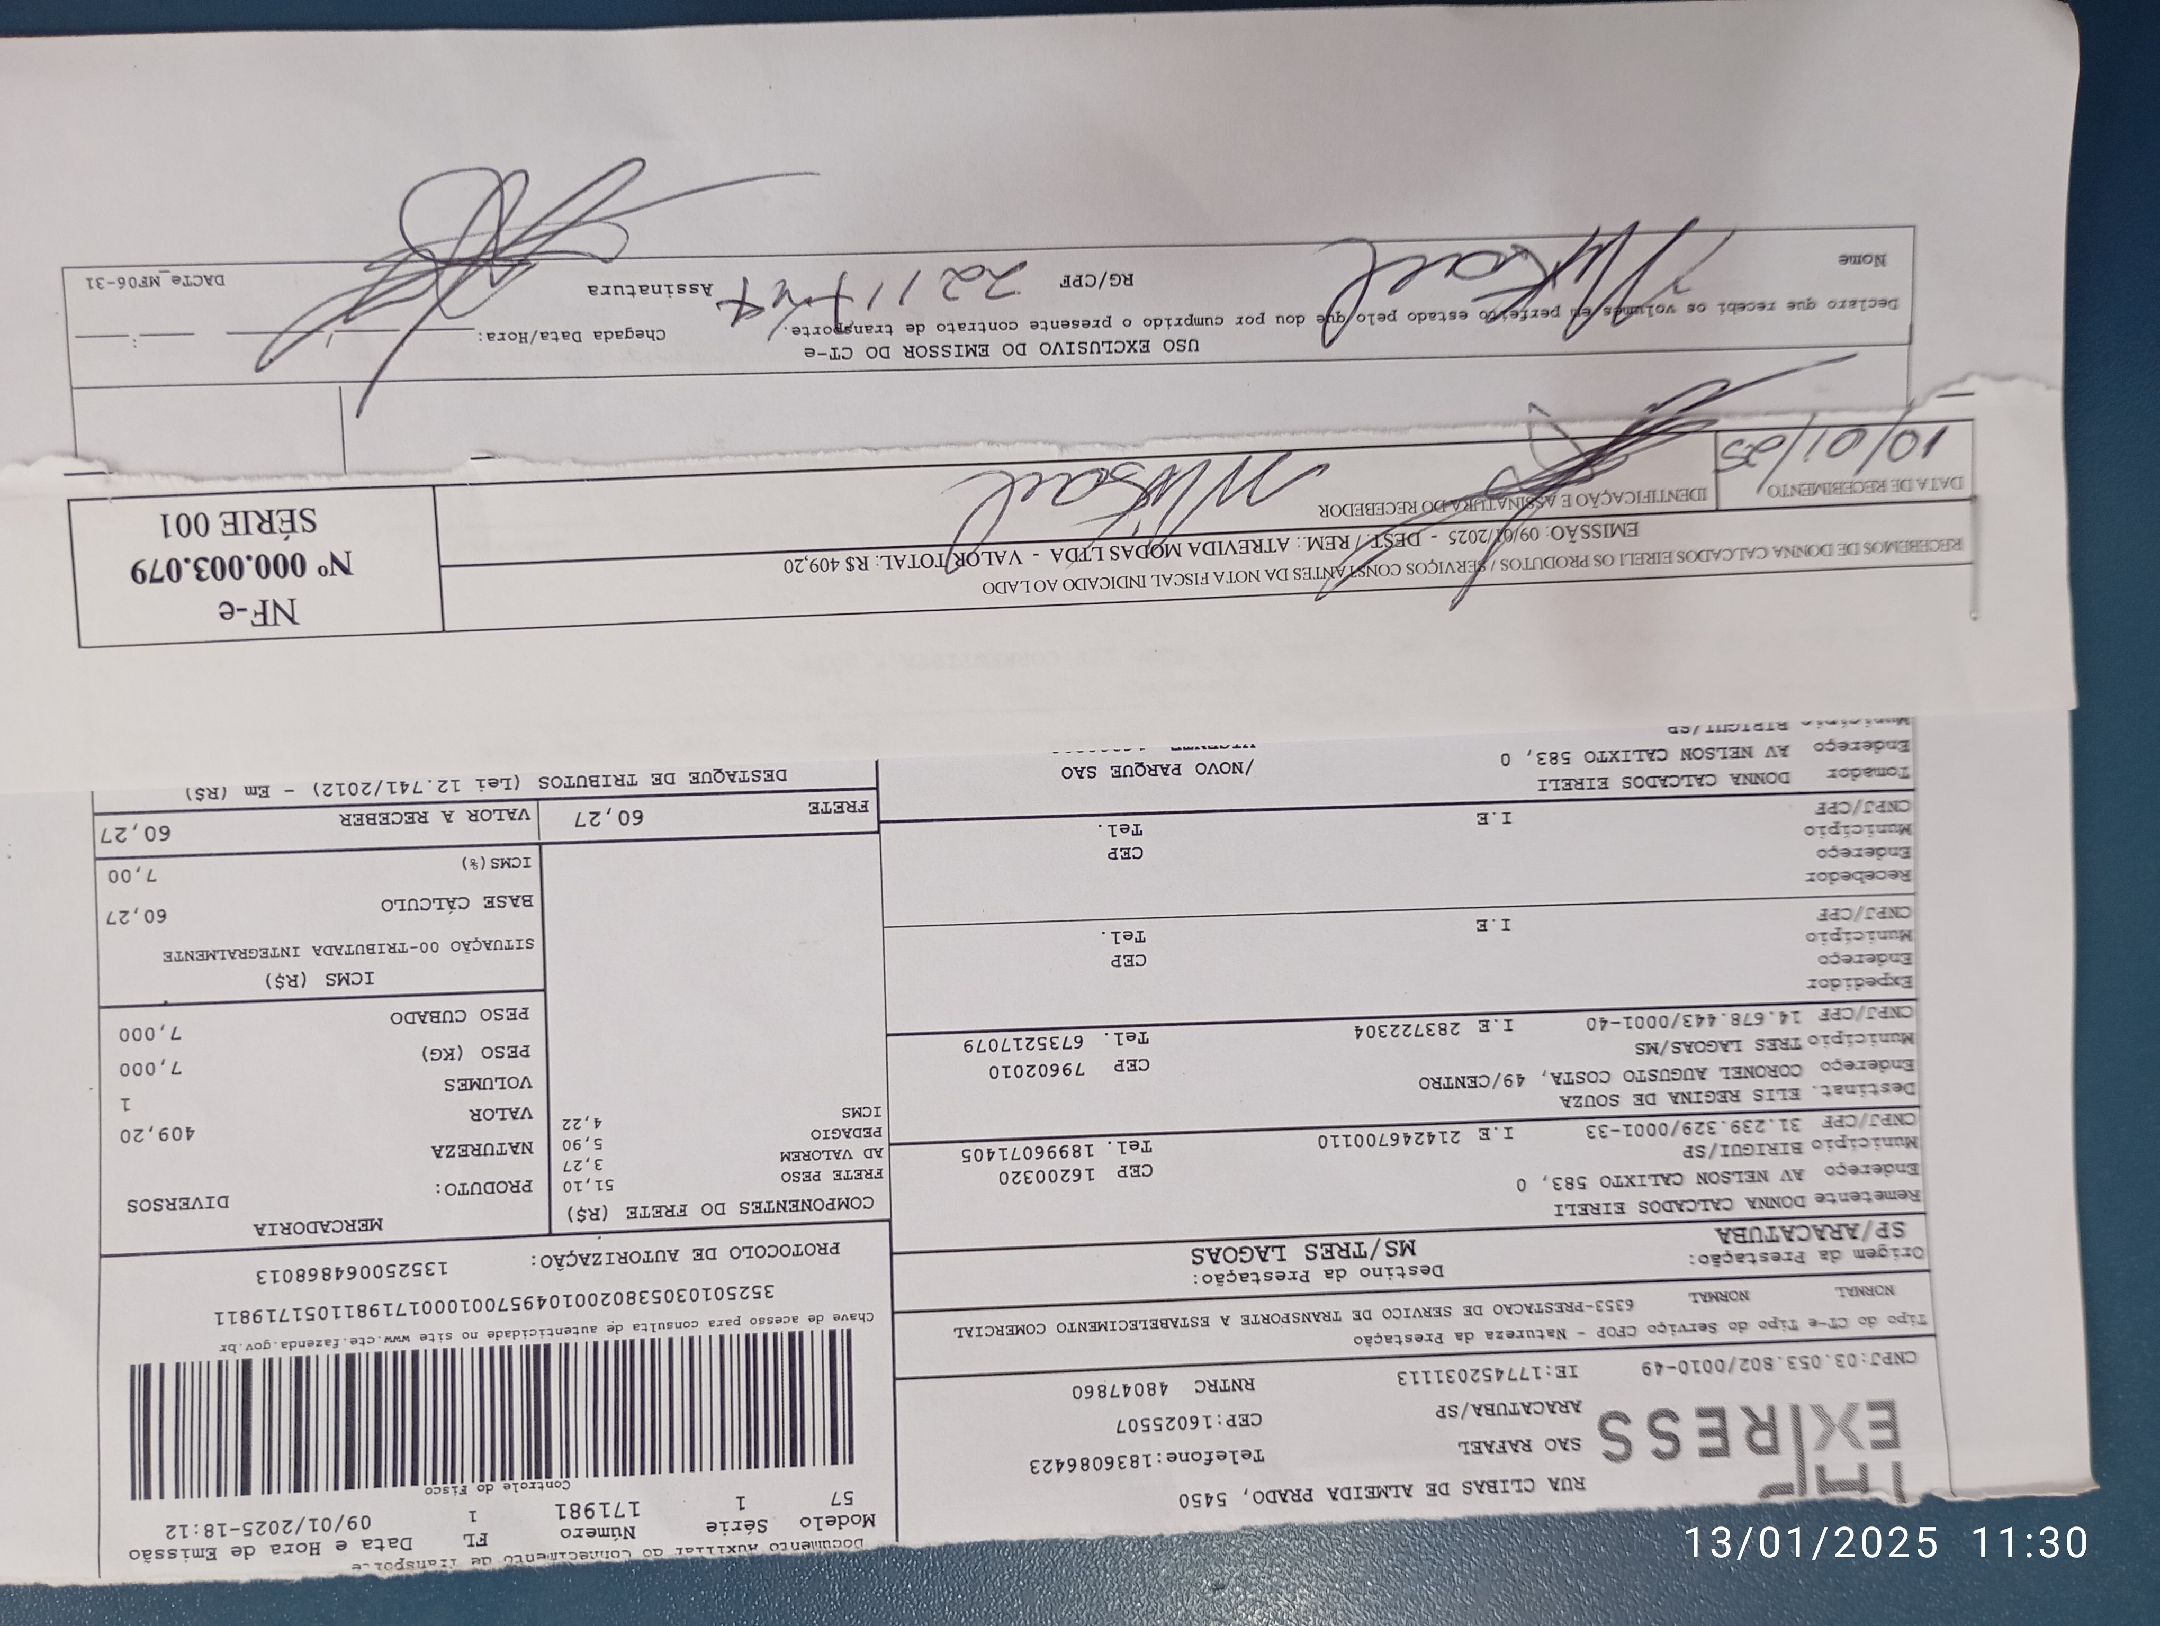 Documento Auxiliar do Conhecimento de Transporte
Modelo Série Número FL Data e Hora de Emissão
57 1 171981 1 09/01/2025-18:12
Controle do Fisco
Chave de acesso para consulta de autenticidade no site www.cte.fazenda.gov.br
PROTOCOLO DE AUTORIZAÇÃO: 135250064868013
EXPRESS
RUA CLIBAS DE ALMEIDA PRADO, 5450
SAO RAFAEL Telefone:1836086423
ARACATUBA/SP CEP:16025507
CNPJ:03.053.802/0010-49 IE:177452031113 RNTRC 48047860
Tipo do CT-e Tipo do Serviço CFOP - Natureza da Prestação
NORMAL NORMAL 6353-PRESTACAO DE SERVICO DE TRANSPORTE A ESTABELECIMENTO COMERCIAL
Origem da Prestação: Destino da Prestação:
SP/ARACATUBA MS/TRES LAGOAS
Remetente DONNA CALCADOS EIRELI
Endereço AV NELSON CALIXTO 583, 0
Município BIRIGUI/SP CEP 16200320
CNPJ/CPF 31.239.329/0001-33 I.E 214246700110 Tel. 18996071405
Destinat. ELIS REGINA DE SOUZA
Endereço CORONEL AUGUSTO COSTA, 49/CENTRO
Município TRES LAGOAS/MS CEP 79602010
CNPJ/CPF 14.678.443/0001-40 I.E 283722304 Tel. 6735217079
Expedidor
Endereço
Município CEP
CNPJ/CPF I.E Tel.
Recebedor
Endereço
Município CEP
CNPJ/CPF I.E Tel.
Tomador DONNA CALCADOS EIRELI
Endereço AV NELSON CALIXTO 583, 0 /NOVO PARQUE SAO
Município BIRIGUI/SP
COMPONENTES DO FRETE (R$)
FRETE PESO 51,10
AD VALOREM 3,27
PEDAGIO 5,90
ICMS 4,22
FRETE 60,27
MERCADORIA
PRODUTO: DIVERSOS
NATUREZA
VALOR 409,20
VOLUMES 1
PESO (KG) 7,000
PESO CUBADO 7,000
ICMS (R$)
SITUAÇÃO 00-TRIBUTADA INTEGRALMENTE
BASE CÁLCULO 60,27
ICMS(%) 7,00
VALOR A RECEBER 60,27
DESTAQUE DE TRIBUTOS (Lei 12.741/2012) - Em (R$)
RECEBEMOS DE DONNA CALCADOS EIRELI OS PRODUTOS / SERVIÇOS CONSTANTES DA NOTA FISCAL INDICADO AO LADO
EMISSÃO: 09/01/2025 - DEST. / REM.: ATREVIDA MODAS LTDA - VALOR TOTAL: R$ 409,20
DATA DE RECEBIMENTO
10/01/25
IDENTIFICAÇÃO E ASSINATURA DO RECEBEDOR
NF-e
Nº 000.003.079
SÉRIE 001
USO EXCLUSIVO DO EMISSOR DO CT-e
Declaro que recebi os volumes em perfeito estado pelo que dou por cumprido o presente contrato de transporte.
Chegada Data/Hora:
Nome
RG/CPF
Assinatura
DACTe_MF06-31
13/01/2025 11:30